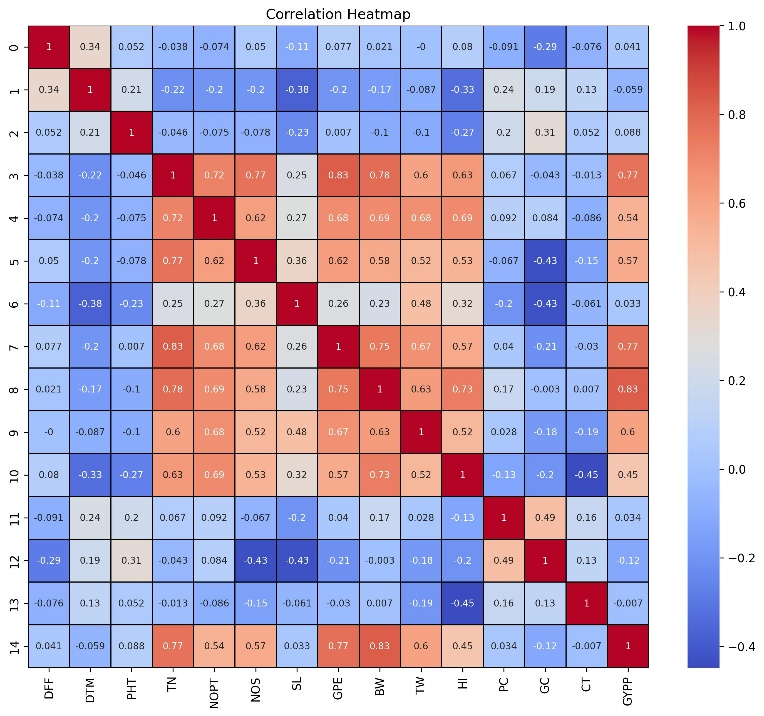 Correlation Heatmap
0 1 0.34 0.052 -0.038 -0.074 0.05 -0.11 0.077 0.021 -0 0.08 -0.091 -0.29 -0.076 0.041
1 0.34 1 0.21 -0.22 -0.2 -0.2 -0.38 -0.2 -0.17 -0.087 -0.33 0.24 0.19 0.13 -0.059
2 0.052 0.21 1 -0.046 -0.075 -0.078 -0.23 0.007 -0.1 -0.1 -0.27 0.2 0.31 0.052 0.088
3 -0.038 -0.22 -0.046 1 0.72 0.77 0.25 0.83 0.78 0.6 0.63 0.067 -0.043 -0.013 0.77
4 -0.074 -0.2 -0.075 0.72 1 0.62 0.27 0.68 0.69 0.68 0.69 0.092 0.084 -0.086 0.54
5 0.05 -0.2 -0.078 0.77 0.62 1 0.36 0.62 0.58 0.52 0.53 -0.067 -0.43 -0.15 0.57
6 -0.11 -0.38 -0.23 0.25 0.27 0.36 1 0.26 0.23 0.48 0.32 -0.2 -0.43 -0.061 0.033
7 0.077 -0.2 0.007 0.83 0.68 0.62 0.26 1 0.75 0.67 0.57 0.04 -0.21 -0.03 0.77
8 0.021 -0.17 -0.1 0.78 0.69 0.58 0.23 0.75 1 0.63 0.73 0.17 -0.003 0.007 0.83
9 -0 -0.087 -0.1 0.6 0.68 0.52 0.48 0.67 0.63 1 0.52 0.028 -0.18 -0.19 0.6
10 0.08 -0.33 -0.27 0.63 0.69 0.53 0.32 0.57 0.73 0.52 1 -0.13 -0.2 -0.45 0.45
11 -0.091 0.24 0.2 0.067 0.092 -0.067 -0.2 0.04 0.17 0.028 -0.13 1 0.49 0.16 0.034
12 -0.29 0.19 0.31 -0.043 0.084 -0.43 -0.43 -0.21 -0.003 -0.18 -0.2 0.49 1 0.13 -0.12
13 -0.076 0.13 0.052 -0.013 -0.086 -0.15 -0.061 -0.03 0.007 -0.19 -0.45 0.16 0.13 1 -0.007
14 0.041 -0.059 0.088 0.77 0.54 0.57 0.033 0.77 0.83 0.6 0.45 0.034 -0.12 -0.007 1
DFF DTM PHT TN NOPT NOS SL GPE BW TW HI PC GC CT GYPP
1.0
0.8
0.6
0.4
0.2
0.0
−0.2
−0.4